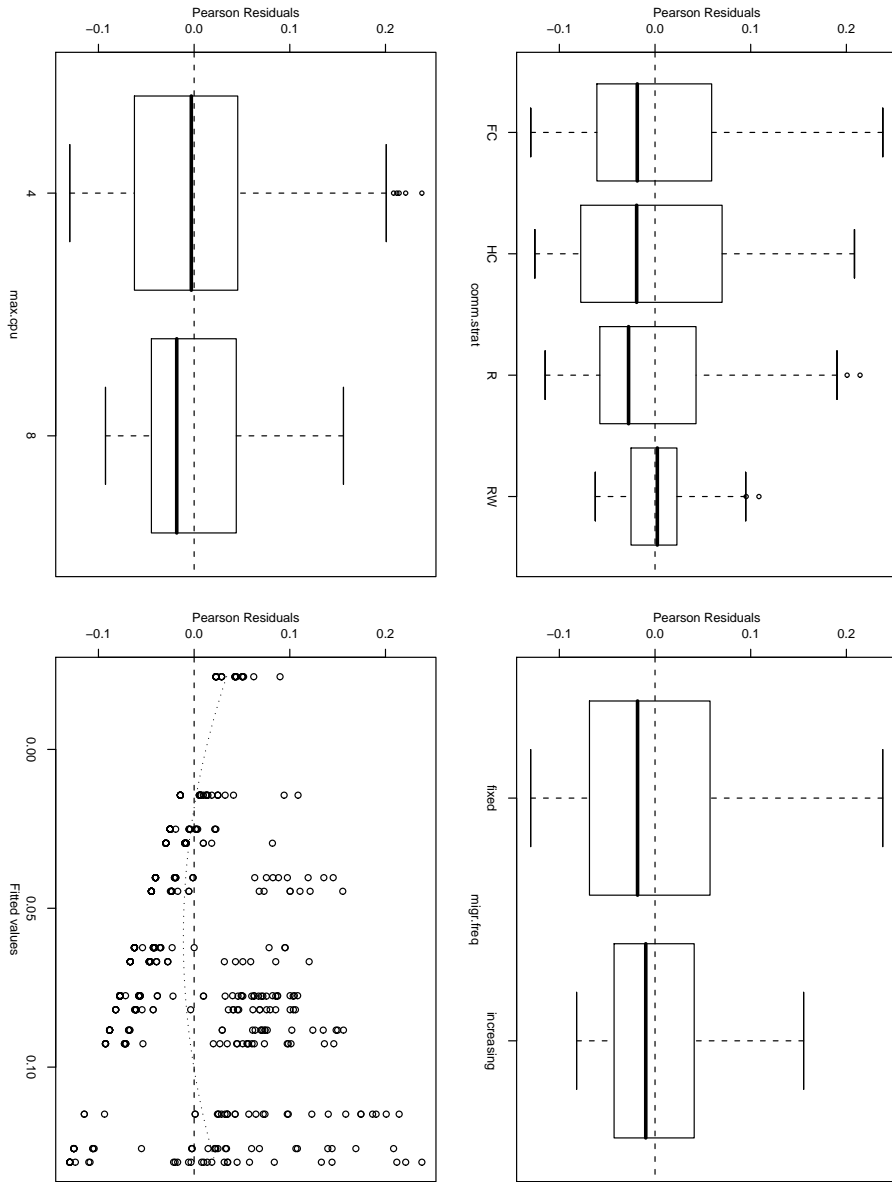 Pearson Residuals
−0.1 0.0 0.1 0.2
FC HC R RW
comm.strat
Pearson Residuals
−0.1 0.0 0.1 0.2
fixed increasing
migr.freq
Pearson Residuals
−0.1 0.0 0.1 0.2
4 8
max.cpu
Pearson Residuals
−0.1 0.0 0.1 0.2
0.00 0.05 0.10
Fitted values